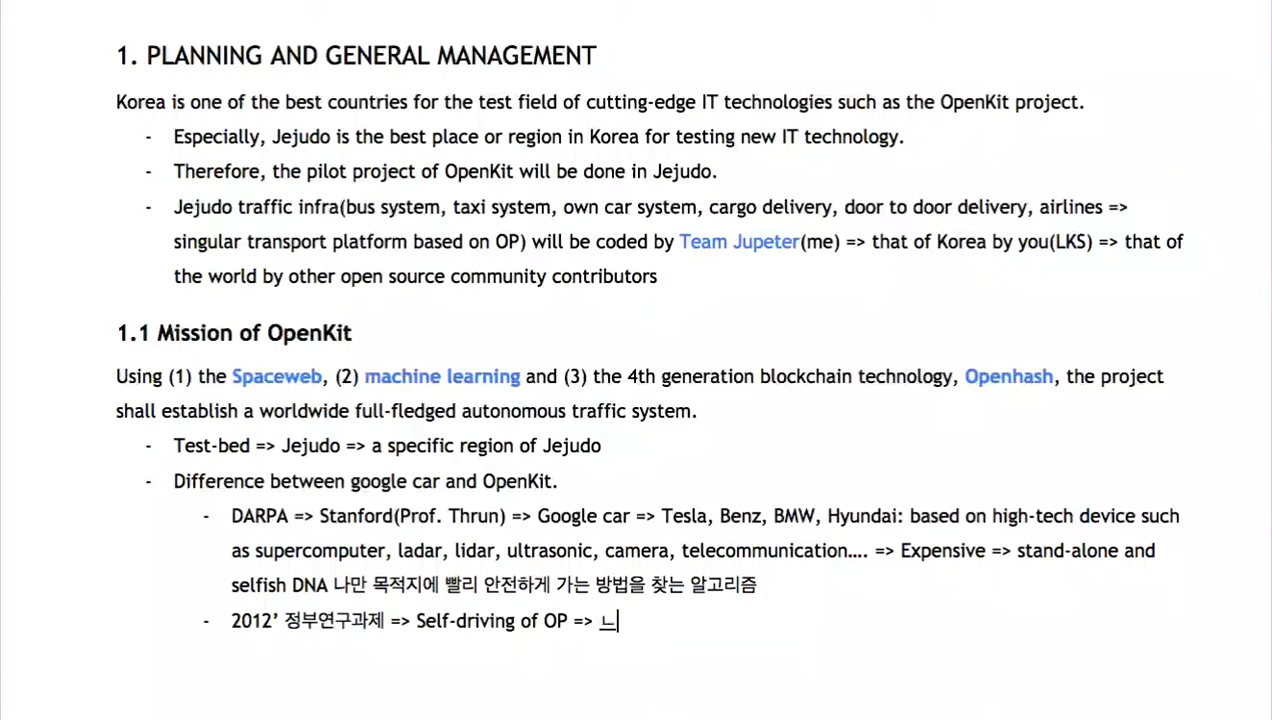 1. PLANNING AND GENERAL MANAGEMENT
Korea is one of the best countries for the test field of cutting-edge IT technologies such as the OpenKit project.
- Especially, Jejudo is the best place or region in Korea for testing new IT technology.
- Therefore, the pilot project of OpenKit will be done in Jejudo.
- Jejudo traffic infra(bus system, taxi system, own car system, cargo delivery, door to door delivery, airlines =>
singular transport platform based on OP) will be coded by Team Jupeter(me) => that of Korea by you(LKS) => that of
the world by other open source community contributors
1.1 Mission of OpenKit
Using (1) the Spaceweb, (2) machine learning and (3) the 4th generation blockchain technology, Openhash, the project
shall establish a worldwide full-fledged autonomous traffic system.
- Test-bed => Jejudo => a specific region of Jejudo
- Difference between google car and OpenKit.
- DARPA => Stanford(Prof. Thrun) => Google car => Tesla, Benz, BMW, Hyundai: based on high-tech device such
as supercomputer, ladar, lidar, ultrasonic, camera, telecommunication.... => Expensive => stand-alone and
selfish DNA 나만 목적지에 빨리 안전하게 가는 방법을 찾는 알고리즘
- 2012’ 정부연구과제 => Self-driving of OP => 느